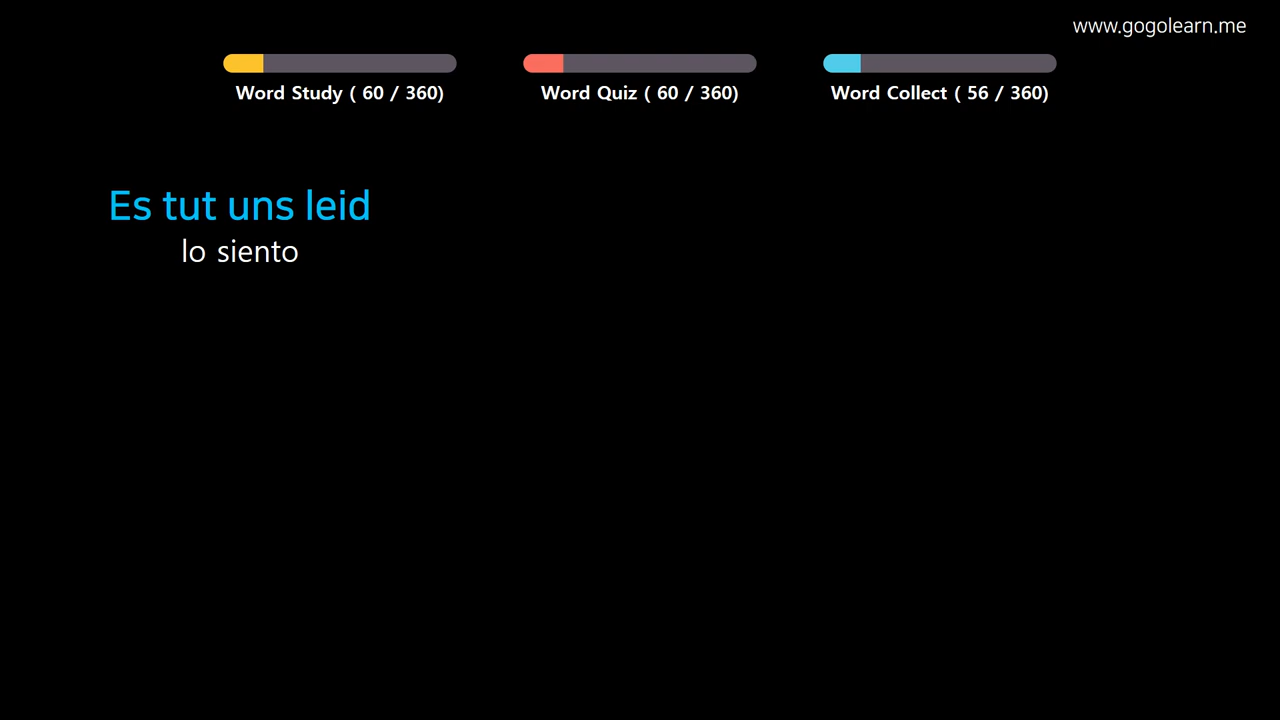 www.gogolearn.me
Word Study ( 60 / 360)
Word Quiz ( 60 / 360)
Word Collect ( 56 / 360)
Es tut uns leid
lo siento